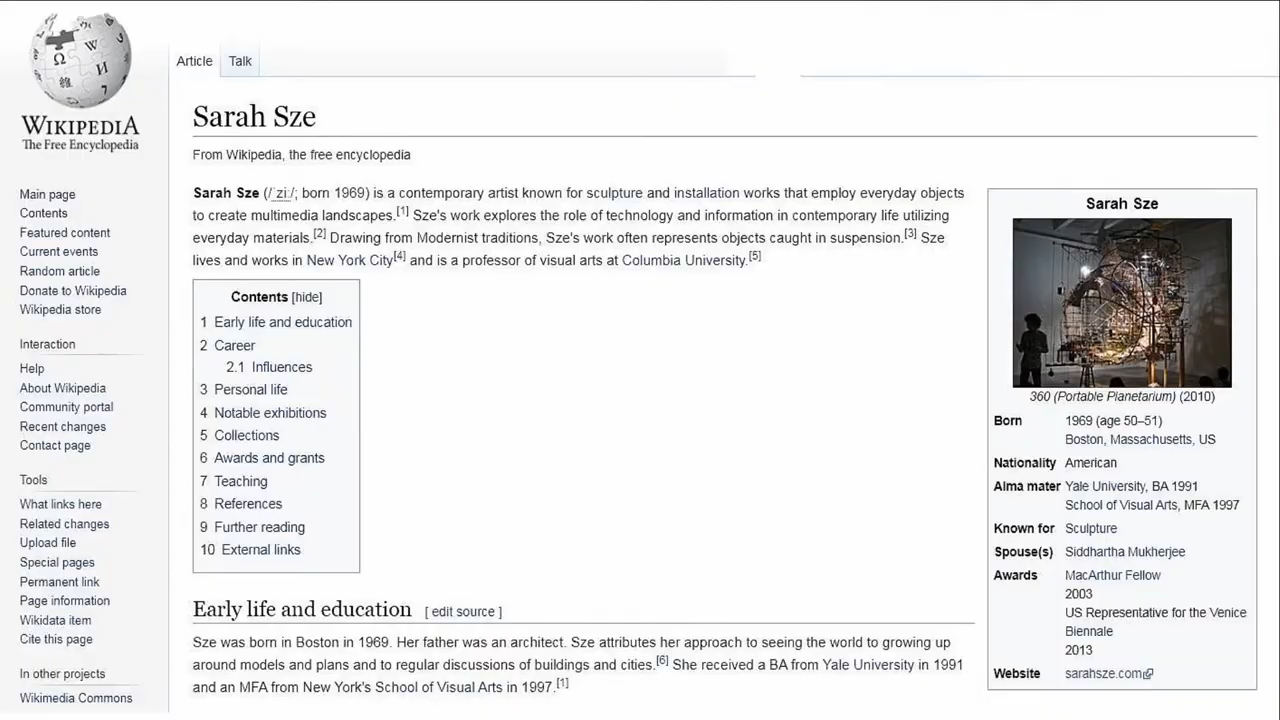 WIKIPEDIA
The Free Encyclopedia
Main page
Contents
Featured content
Current events
Random article
Donate to Wikipedia
Wikipedia store
Interaction
Help
About Wikipedia
Community portal
Recent changes
Contact page
Tools
What links here
Related changes
Upload file
Special pages
Permanent link
Page information
Wikidata item
Cite this page
In other projects
Wikimedia Commons
Article Talk
Sarah Sze
From Wikipedia, the free encyclopedia
Sarah Sze (/ˈziː/; born 1969) is a contemporary artist known for sculpture and installation works that employ everyday objects
to create multimedia landscapes.[1] Sze's work explores the role of technology and information in contemporary life utilizing
everyday materials.[2] Drawing from Modernist traditions, Sze's work often represents objects caught in suspension.[3] Sze
lives and works in New York City[4] and is a professor of visual arts at Columbia University.[5]
Contents [hide]
1 Early life and education
2 Career
2.1 Influences
3 Personal life
4 Notable exhibitions
5 Collections
6 Awards and grants
7 Teaching
8 References
9 Further reading
10 External links
Early life and education [ edit source ]
Sze was born in Boston in 1969. Her father was an architect. Sze attributes her approach to seeing the world to growing up
around models and plans and to regular discussions of buildings and cities.[6] She received a BA from Yale University in 1991
and an MFA from New York's School of Visual Arts in 1997.[1]
Sarah Sze
360 (Portable Planetarium) (2010)
Born 1969 (age 50–51)
Boston, Massachusetts, US
Nationality American
Alma mater Yale University, BA 1991
School of Visual Arts, MFA 1997
Known for Sculpture
Spouse(s) Siddhartha Mukherjee
Awards MacArthur Fellow
2003
US Representative for the Venice
Biennale
2013
Website sarahsze.com